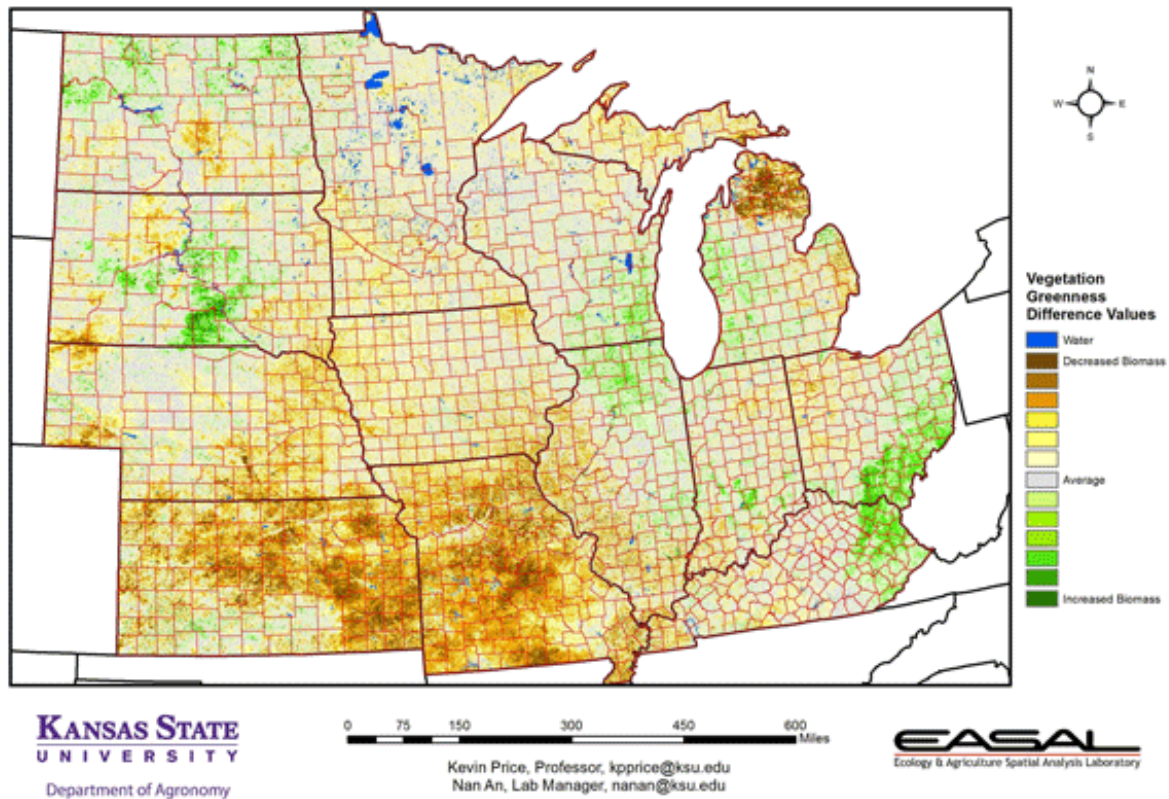 N
W E
S
Vegetation
Greenness
Difference Values
Water
Decreased Biomass
Average
Increased Biomass
KANSAS STATE
UNIVERSITY
Department of Agronomy
0 75 150 300 450 600
Miles
Kevin Price, Professor, kpprice@ksu.edu
Nan An, Lab Manager, nanan@ksu.edu
EASAL
Ecology & Agriculture Spatial Analysis Laboratory